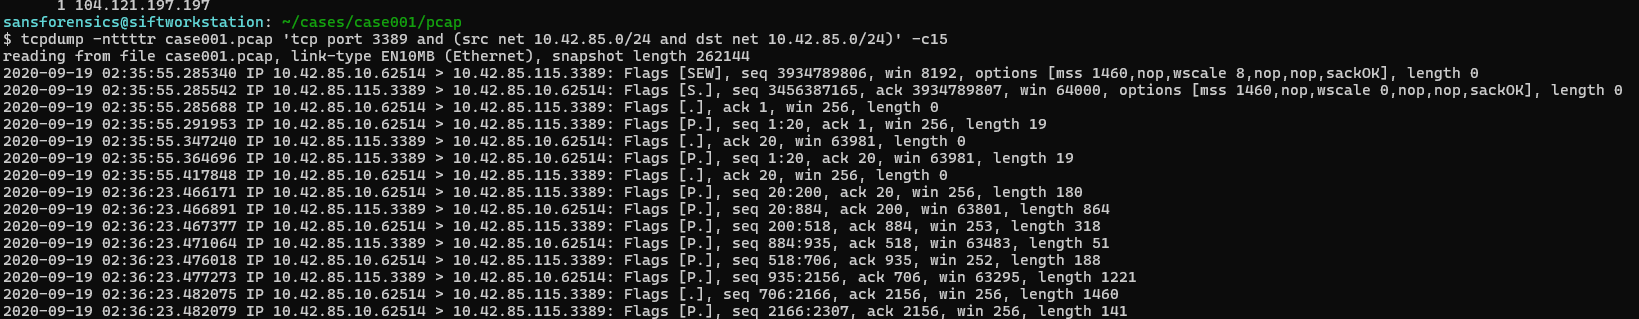 1 104.121.197.197
sansforensics@siftworkstation: ~/cases/case001/pcap
$ tcpdump -nttttr case001.pcap 'tcp port 3389 and (src net 10.42.85.0/24 and dst net 10.42.85.0/24)' -c15
reading from file case001.pcap, link-type EN10MB (Ethernet), snapshot length 262144
2020-09-19 02:35:55.285340 IP 10.42.85.10.62514 > 10.42.85.115.3389: Flags [SEW], seq 3934789806, win 8192, options [mss 1460,nop,wscale 8,nop,nop,sackOK], length 0
2020-09-19 02:35:55.285542 IP 10.42.85.115.3389 > 10.42.85.10.62514: Flags [S.], seq 3456387165, ack 3934789807, win 64000, options [mss 1460,nop,wscale 0,nop,nop,sackOK], length 0
2020-09-19 02:35:55.285688 IP 10.42.85.10.62514 > 10.42.85.115.3389: Flags [.], ack 1, win 256, length 0
2020-09-19 02:35:55.291953 IP 10.42.85.10.62514 > 10.42.85.115.3389: Flags [P.], seq 1:20, ack 1, win 256, length 19
2020-09-19 02:35:55.347240 IP 10.42.85.115.3389 > 10.42.85.10.62514: Flags [.], ack 20, win 63981, length 0
2020-09-19 02:35:55.364696 IP 10.42.85.115.3389 > 10.42.85.10.62514: Flags [P.], seq 1:20, ack 20, win 63981, length 19
2020-09-19 02:35:55.417848 IP 10.42.85.10.62514 > 10.42.85.115.3389: Flags [.], ack 20, win 256, length 0
2020-09-19 02:36:23.466171 IP 10.42.85.10.62514 > 10.42.85.115.3389: Flags [P.], seq 20:200, ack 20, win 256, length 180
2020-09-19 02:36:23.466891 IP 10.42.85.115.3389 > 10.42.85.10.62514: Flags [P.], seq 20:884, ack 200, win 63801, length 864
2020-09-19 02:36:23.467377 IP 10.42.85.10.62514 > 10.42.85.115.3389: Flags [P.], seq 200:518, ack 884, win 253, length 318
2020-09-19 02:36:23.471064 IP 10.42.85.115.3389 > 10.42.85.10.62514: Flags [P.], seq 884:935, ack 518, win 63483, length 51
2020-09-19 02:36:23.476018 IP 10.42.85.10.62514 > 10.42.85.115.3389: Flags [P.], seq 518:706, ack 935, win 252, length 188
2020-09-19 02:36:23.477273 IP 10.42.85.115.3389 > 10.42.85.10.62514: Flags [P.], seq 935:2156, ack 706, win 63295, length 1221
2020-09-19 02:36:23.482075 IP 10.42.85.10.62514 > 10.42.85.115.3389: Flags [.], seq 706:2166, ack 2156, win 256, length 1460
2020-09-19 02:36:23.482079 IP 10.42.85.10.62514 > 10.42.85.115.3389: Flags [P.], seq 2166:2307, ack 2156, win 256, length 141